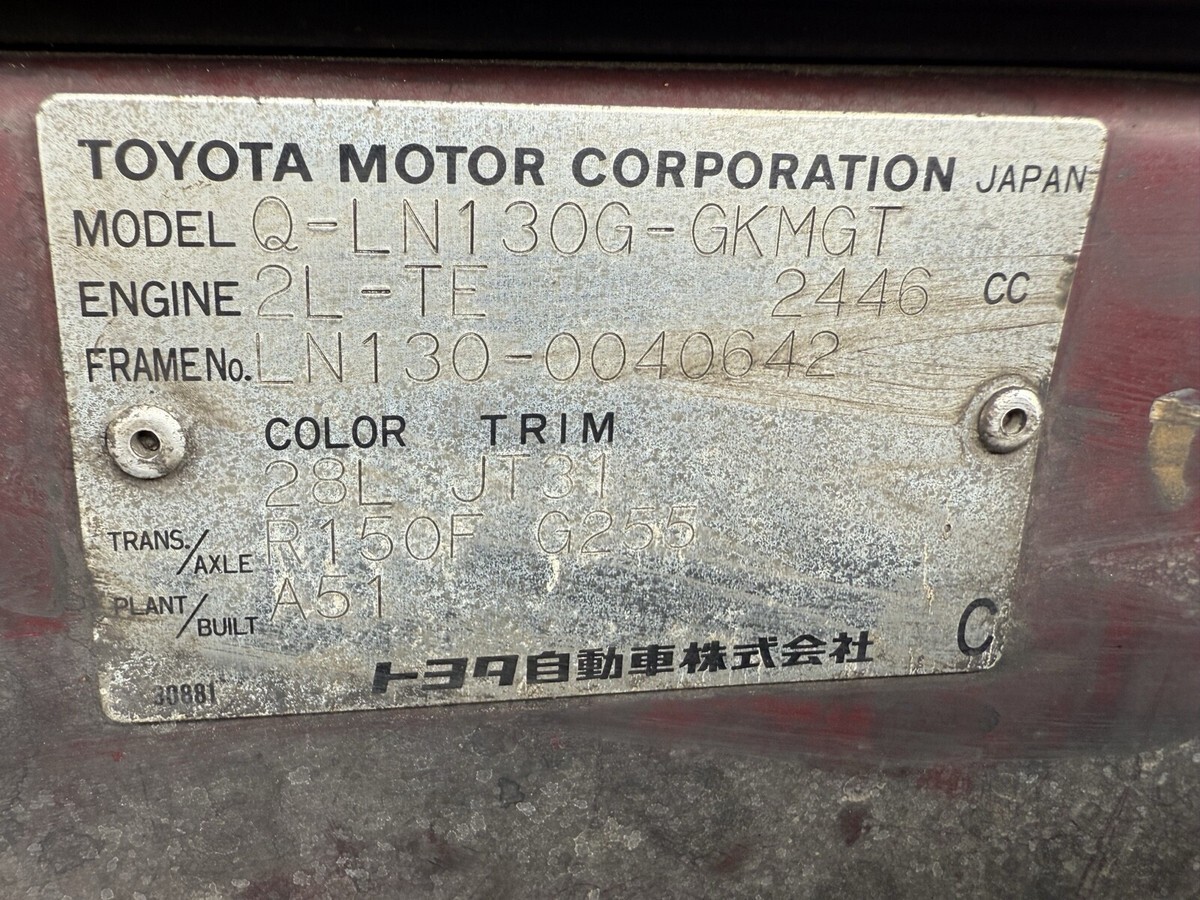 TOYOTA MOTOR CORPORATION JAPAN
MODEL Q-LN130G-GKMGT
ENGINE 2L-TE 2446 CC
FRAME No. LN130-0040642
COLOR TRIM
28L JT31
TRANS./AXLE R150F G255
PLANT/BUILT A51
C
トヨタ自動車株式会社
30881